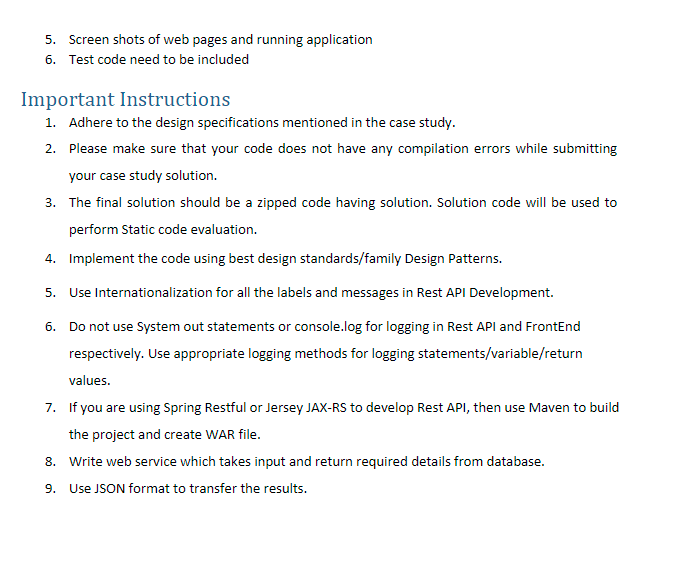 5. Screen shots of web pages and running application
6. Test code need to be included
Important Instructions
1. Adhere to the design specifications mentioned in the case study.
2. Please make sure that your code does not have any compilation errors while submitting
your case study solution.
3. The final solution should be a zipped code having solution. Solution code will be used to
perform Static code evaluation.
4. Implement the code using best design standards/family Design Patterns.
5. Use Internationalization for all the labels and messages in Rest API Development.
6. Do not use System out statements or console.log for logging in Rest API and FrontEnd
respectively. Use appropriate logging methods for logging statements/variable/return
values.
7. If you are using Spring Restful or Jersey JAX-RS to develop Rest API, then use Maven to build
the project and create WAR file.
8. Write web service which takes input and return required details from database.
9. Use JSON format to transfer the results.